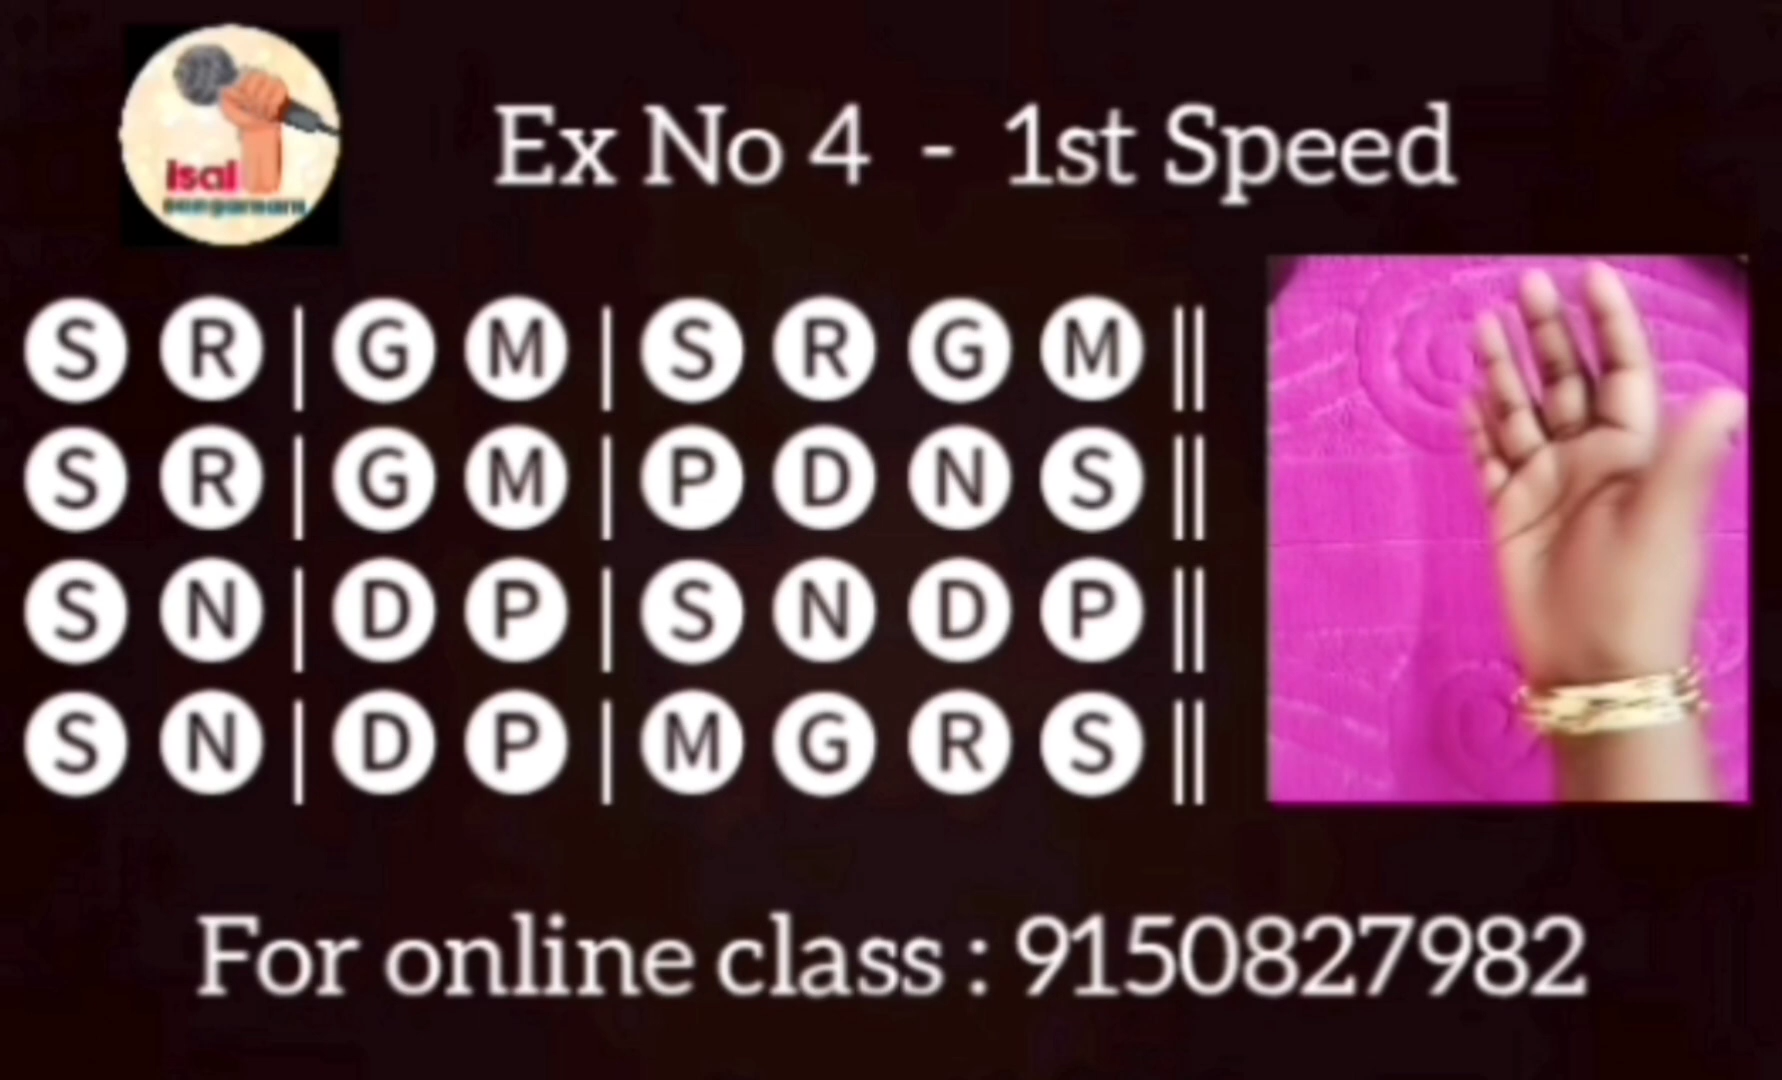 Isai
Ex No 4 - 1st Speed
S R | G M | S R G M ||
S R | G M | P D N S ||
S N | D P | S N D P ||
S N | D P | M G R S ||
For online class : 9150827982